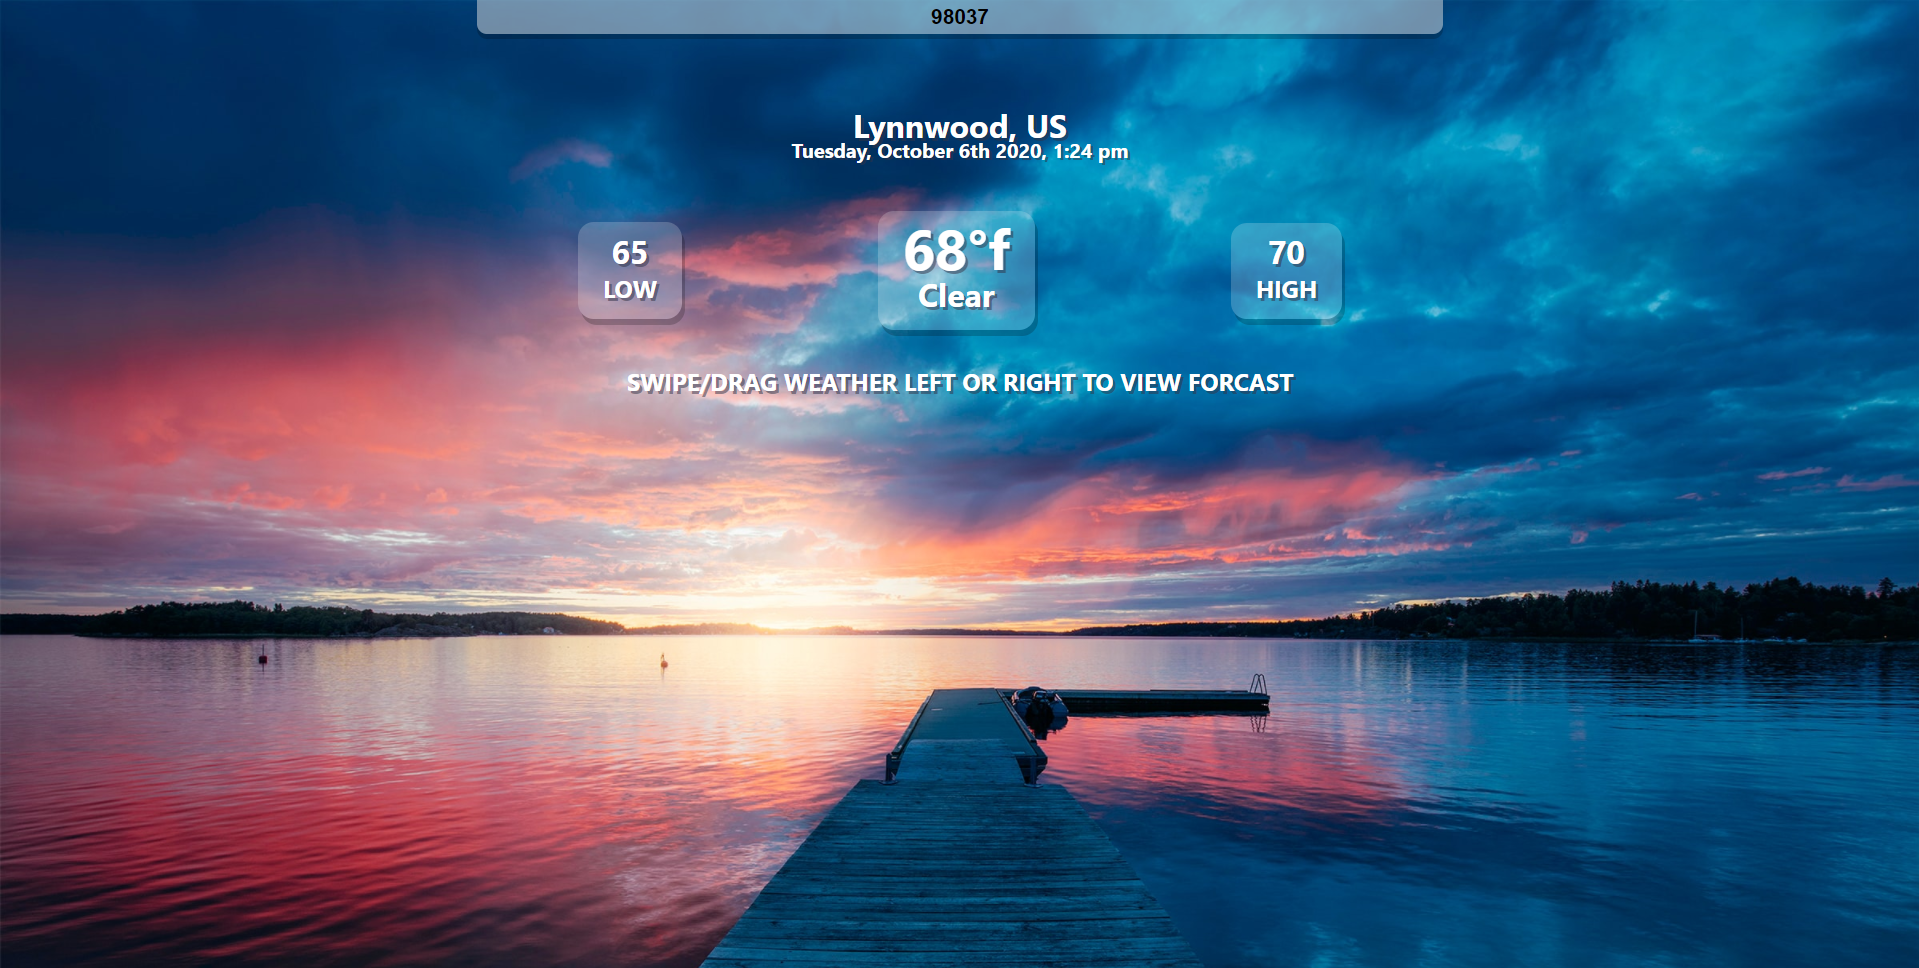 98037
Lynnwood, US
Tuesday, October 6th 2020, 1:24 pm
65
LOW
68°f
Clear
70
HIGH
SWIPE/DRAG WEATHER LEFT OR RIGHT TO VIEW FORCAST